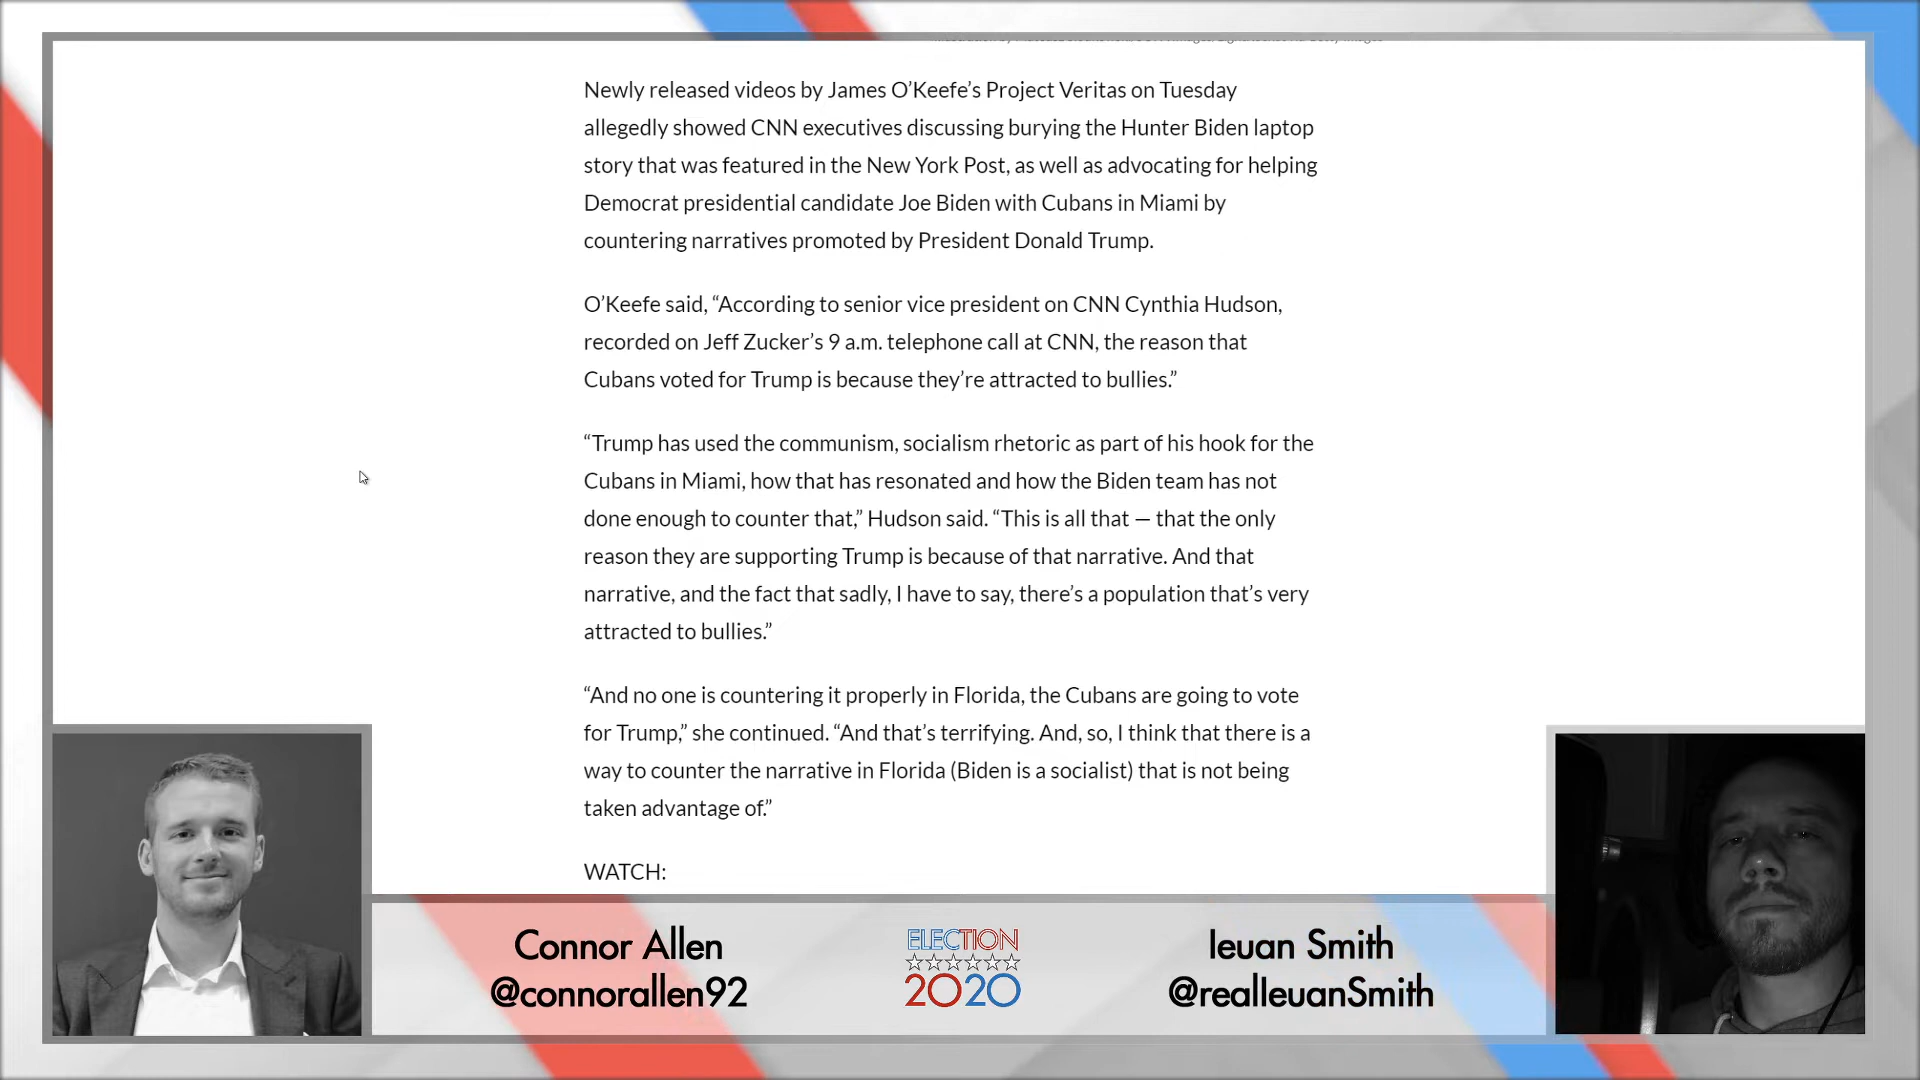 Newly released videos by James O’Keefe’s Project Veritas on Tuesday
allegedly showed CNN executives discussing burying the Hunter Biden laptop
story that was featured in the New York Post, as well as advocating for helping
Democrat presidential candidate Joe Biden with Cubans in Miami by
countering narratives promoted by President Donald Trump.
O’Keefe said, “According to senior vice president on CNN Cynthia Hudson,
recorded on Jeff Zucker’s 9 a.m. telephone call at CNN, the reason that
Cubans voted for Trump is because they’re attracted to bullies.”
“Trump has used the communism, socialism rhetoric as part of his hook for the
Cubans in Miami, how that has resonated and how the Biden team has not
done enough to counter that,” Hudson said. “This is all that — that the only
reason they are supporting Trump is because of that narrative. And that
narrative, and the fact that sadly, I have to say, there’s a population that’s very
attracted to bullies.”
“And no one is countering it properly in Florida, the Cubans are going to vote
for Trump,” she continued. “And that’s terrifying. And, so, I think that there is a
way to counter the narrative in Florida (Biden is a socialist) that is not being
taken advantage of.”
WATCH:
Connor Allen
@connorallen92
ELECTION
2020
Ieuan Smith
@realIeuanSmith